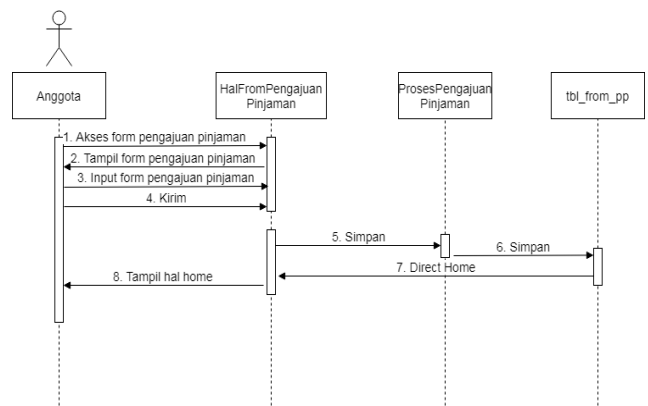 Anggota
HalFromPengajuan
Pinjaman
ProsesPengajuan
Pinjaman
tbl_from_pp
1. Akses form pengajuan pinjaman
2. Tampil form pengajuan pinjaman
3. Input form pengajuan pinjaman
4. Kirim
5. Simpan
6. Simpan
7. Direct Home
8. Tampil hal home